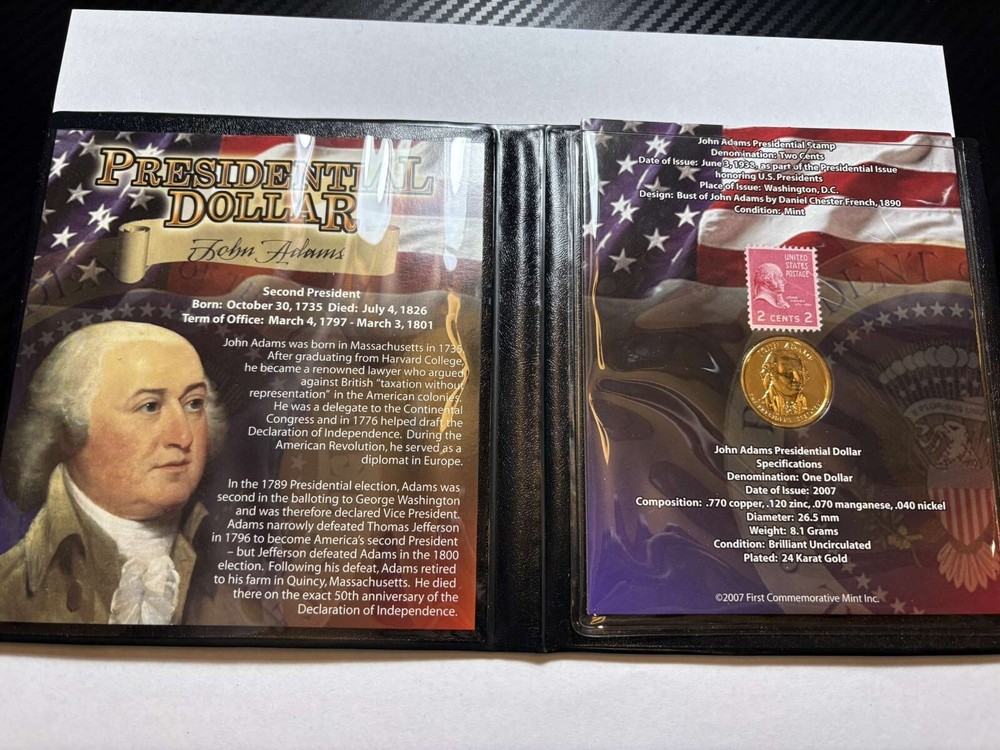 PRESIDENTIAL
DOLLAR
John Adams
Second President
Born: October 30, 1735 Died: July 4, 1826
Term of Office: March 4, 1797 - March 3, 1801
John Adams was born in Massachusetts in 1735.
After graduating from Harvard College,
he became a renowned lawyer who argued
against British "taxation without
representation" in the American colonies.
He was a delegate to the Continental
Congress and in 1776 helped draft the
Declaration of Independence. During the
American Revolution, he served as a
diplomat in Europe.
In the 1789 Presidential election, Adams was
second in the balloting to George Washington
and was therefore declared Vice President.
Adams narrowly defeated Thomas Jefferson
in 1796 to become America's second President
– but Jefferson defeated Adams in the 1800
election. Following his defeat, Adams retired
to his farm in Quincy, Massachusetts. He died
there on the exact 50th anniversary of the
Declaration of Independence.
John Adams Presidential Stamp
Denomination: Two Cents
Date of Issue: June 3, 1938, as part of the Presidential Issue
honoring U.S. Presidents
Place of Issue: Washington, D.C.
Design: Bust of John Adams by Daniel Chester French, 1890
Condition: Mint
UNITED
STATES
POSTAGE
2 CENTS 2
JOHN ADAMS
John Adams Presidential Dollar
Specifications
Denomination: One Dollar
Date of Issue: 2007
Composition: .770 copper, .120 zinc, .070 manganese, .040 nickel
Diameter: 26.5 mm
Weight: 8.1 Grams
Condition: Brilliant Uncirculated
Plated: 24 Karat Gold
©2007 First Commemorative Mint Inc.